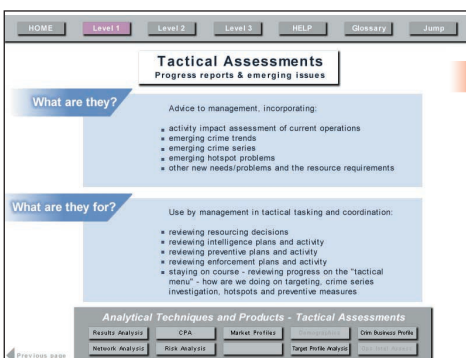 HOME Level 1 Level 2 Level 3 HELP Glossary Jump
Tactical Assessments
Progress reports & emerging issues
What are they?
Advice to management, incorporating:
activity impact assessment of current operations
emerging crime trends
emerging crime series
emerging hotspot problems
other new needs/problems and the resource requirements
What are they for?
Use by management in tactical tasking and coordination:
reviewing resourcing decisions
reviewing intelligence plans and activity
reviewing preventive plans and activity
reviewing enforcement plans and activity
staying on course - reviewing progress on the "tactical
menu" - how are we doing on targeting, crime series
investigation, hotspots and preventive measures
Analytical Techniques and Products - Tactical Assessments
Results Analysis CPA Market Profiles Crim Business Profile
Network Analysis Risk Analysis Target Profile Analysis
Previous page